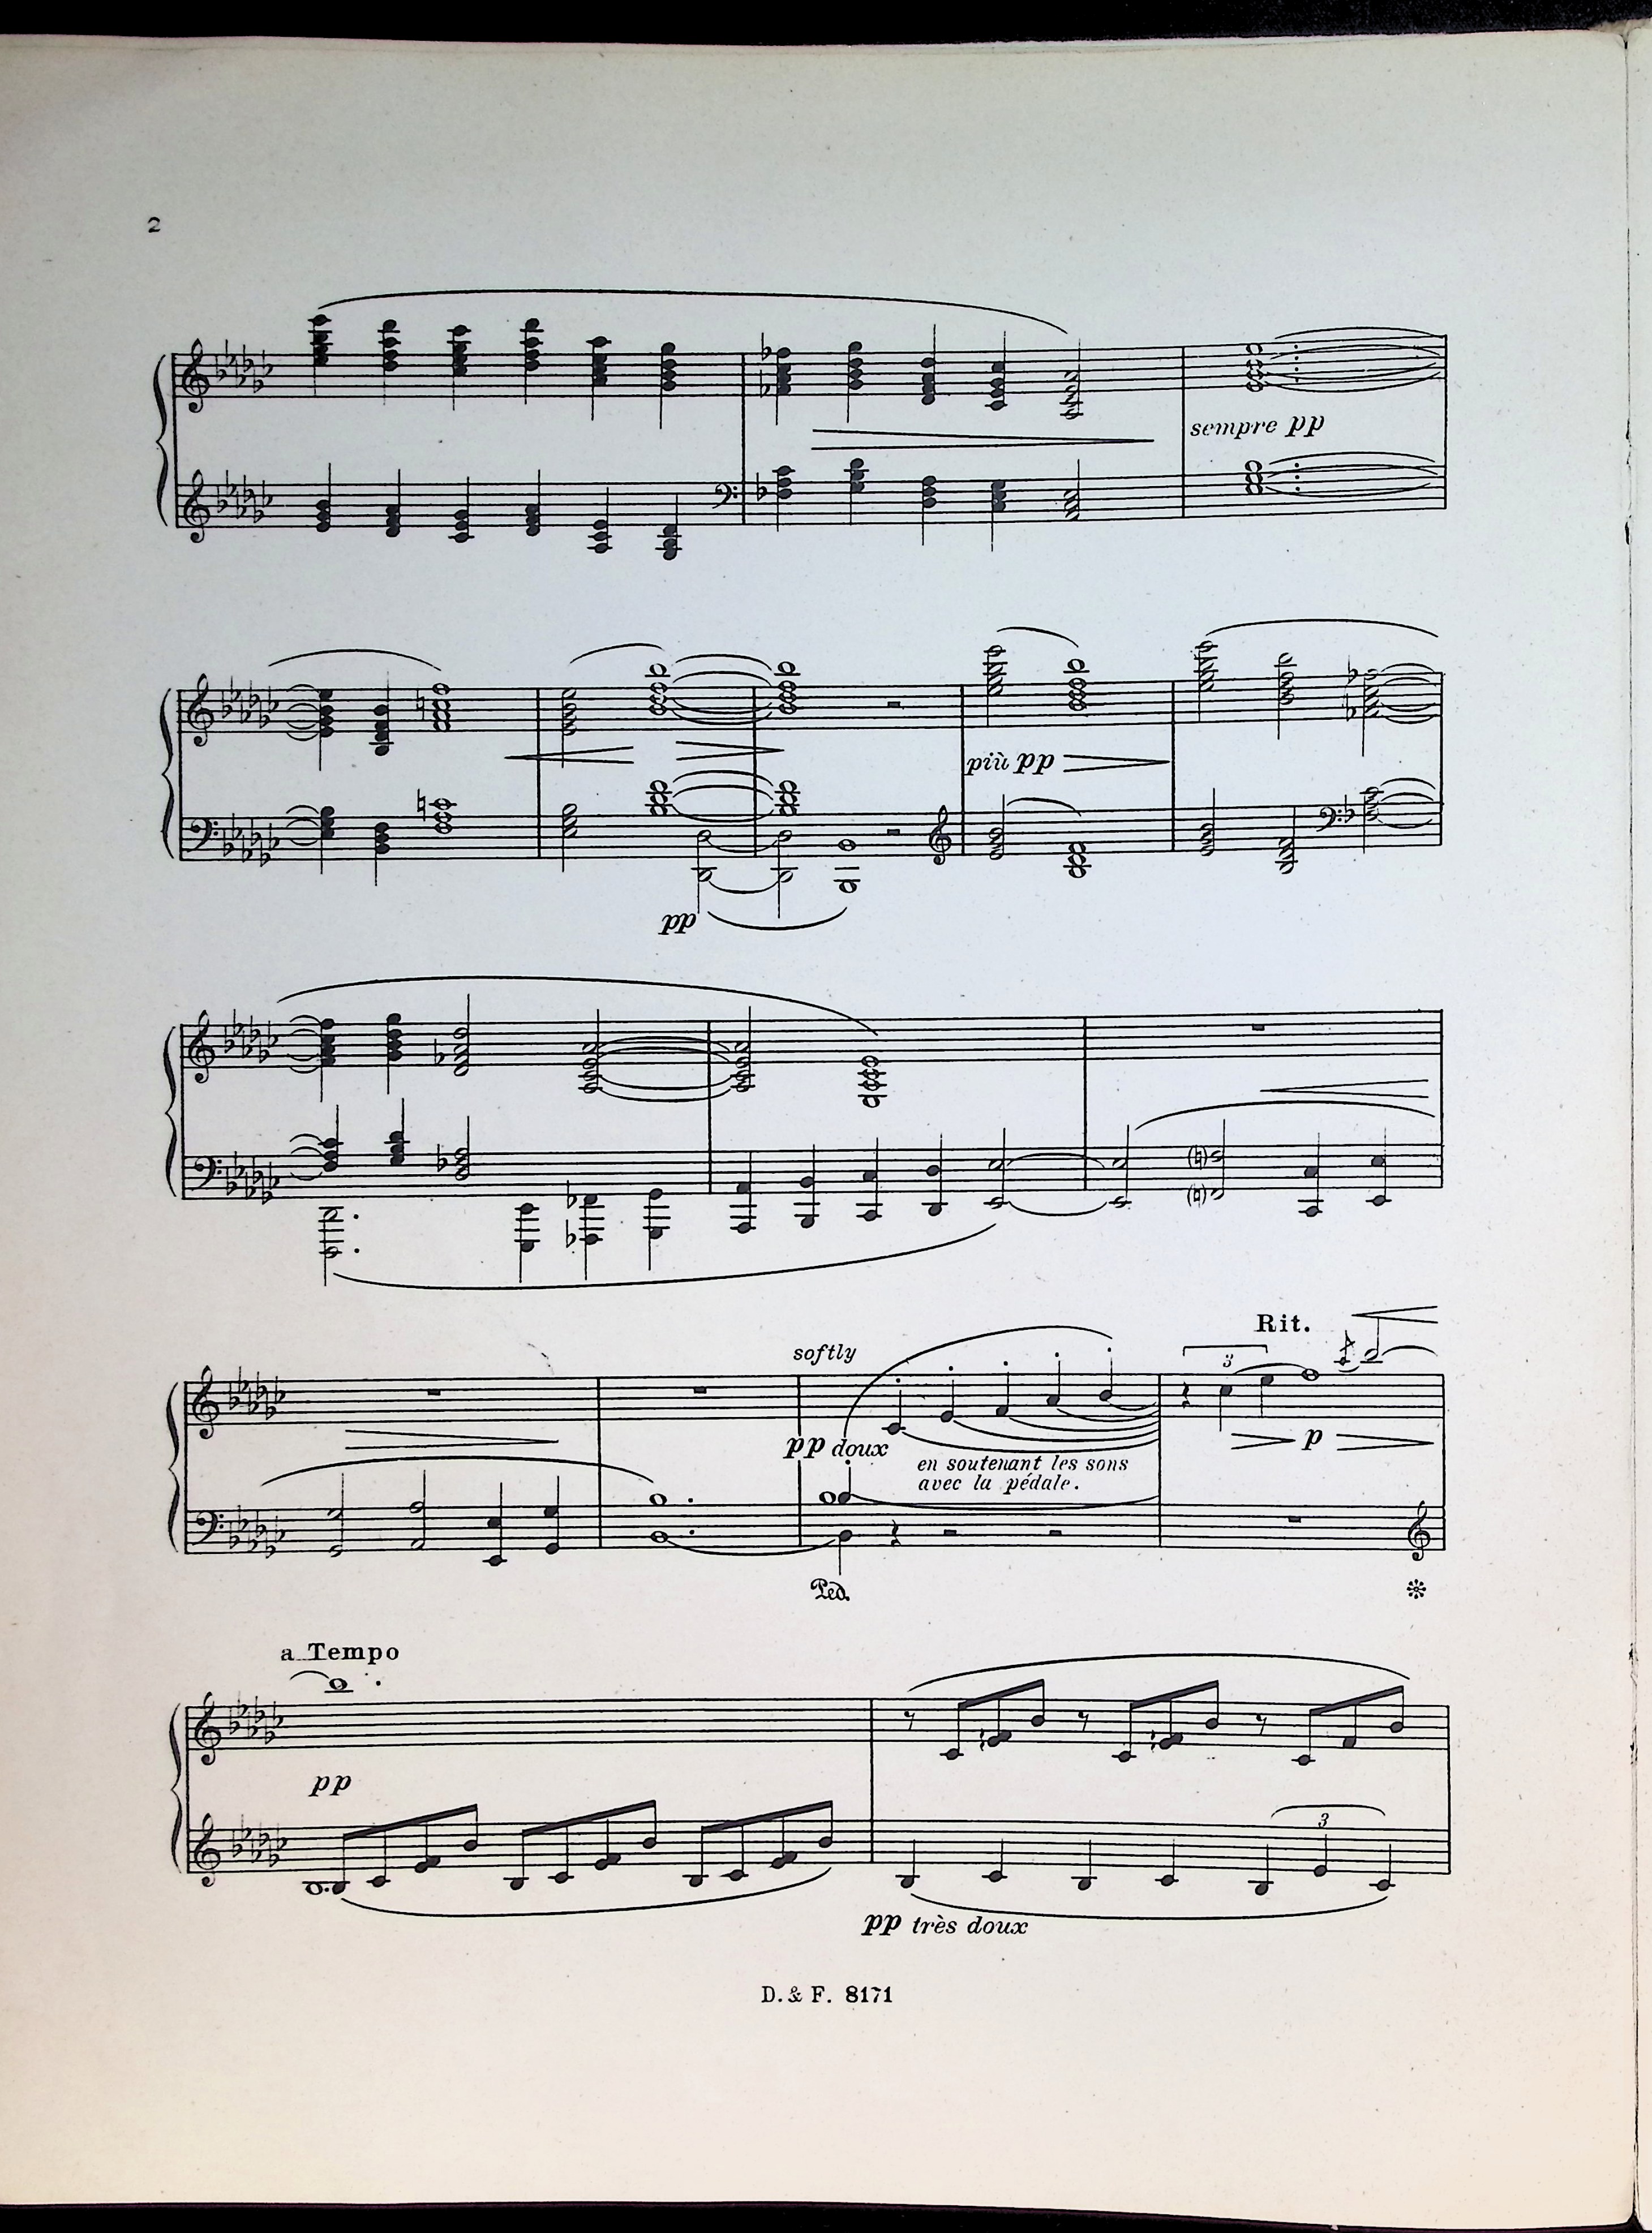 2
sempre pp
più pp
pp
softly
Rit.
3
pp doux
p
en soutenant les sons
avec la pédale.
Ped.
a Tempo
pp
3
pp très doux
D. & F. 8171